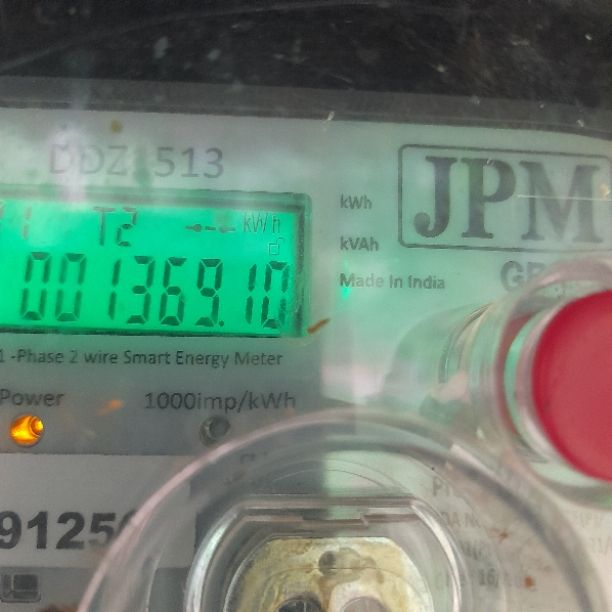 DDZ 513
JPM
kWh
T2 kWh
kVAh
001369.10
Made In India
1 -Phase 2 wire Smart Energy Meter
Power 1000imp/kWh